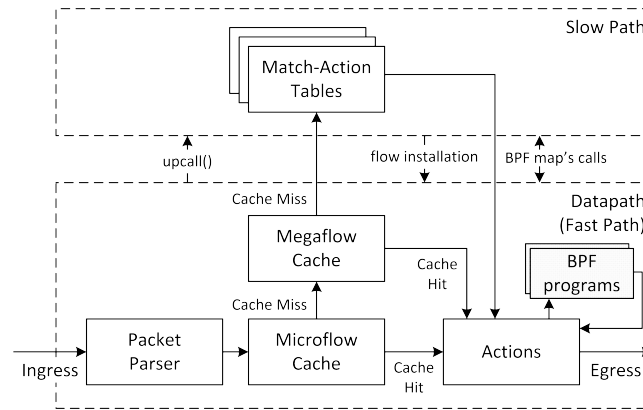 Slow Path
Match-Action
Tables
upcall()
flow installation
BPF map's calls
Cache Miss
Datapath
(Fast Path)
Megaflow
Cache
Cache
Hit
BPF
programs
Cache Miss
Packet
Parser
Microflow
Cache
Actions
Ingress
Cache
Hit
Egress